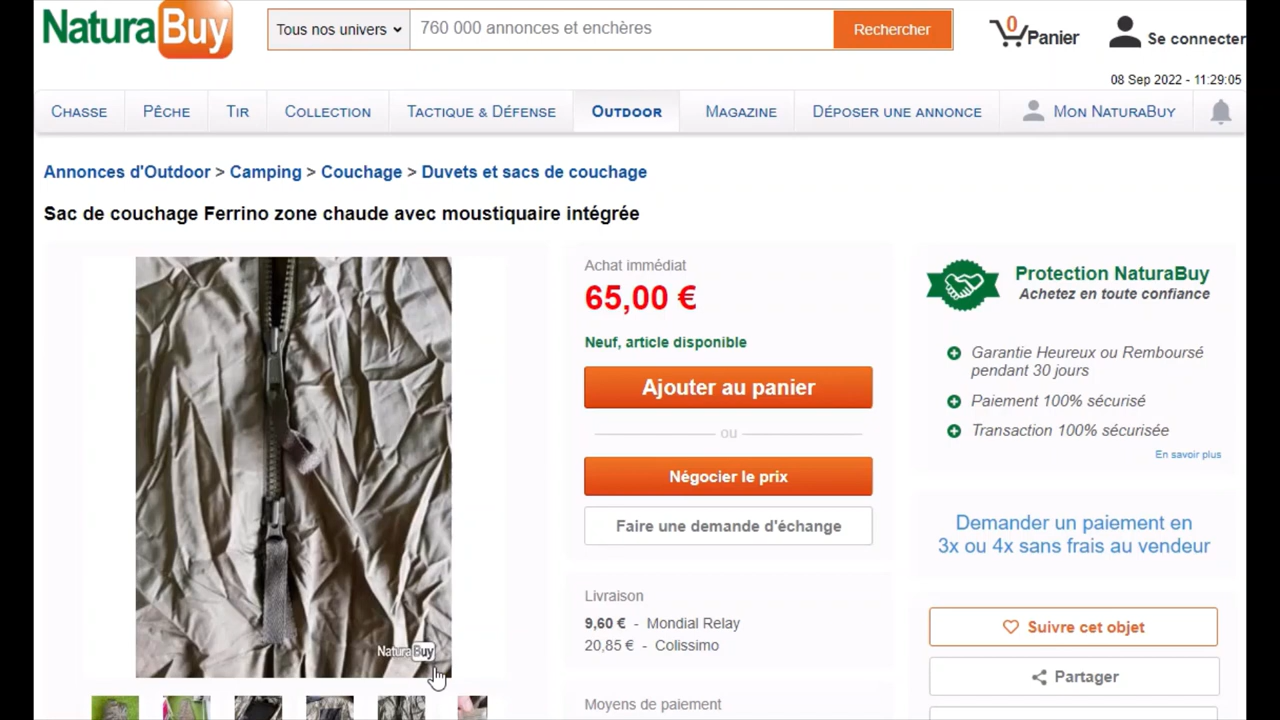 NaturaBuy
Tous nos univers
760 000 annonces et enchères
Rechercher
0
Panier
Se connecter
08 Sep 2022 - 11:29:05
CHASSE
PÊCHE
TIR
COLLECTION
TACTIQUE & DÉFENSE
OUTDOOR
MAGAZINE
DÉPOSER UNE ANNONCE
MON NATURABUY
Annonces d'Outdoor > Camping > Couchage > Duvets et sacs de couchage
Sac de couchage Ferrino zone chaude avec moustiquaire intégrée
NaturaBuy
Achat immédiat
65,00 €
Neuf, article disponible
Ajouter au panier
ou
Négocier le prix
Faire une demande d'échange
Livraison
9,60 € - Mondial Relay
20,85 € - Colissimo
Moyens de paiement
Protection NaturaBuy
Achetez en toute confiance
Garantie Heureux ou Remboursé
pendant 30 jours
Paiement 100% sécurisé
Transaction 100% sécurisée
En savoir plus
Demander un paiement en
3x ou 4x sans frais au vendeur
Suivre cet objet
Partager